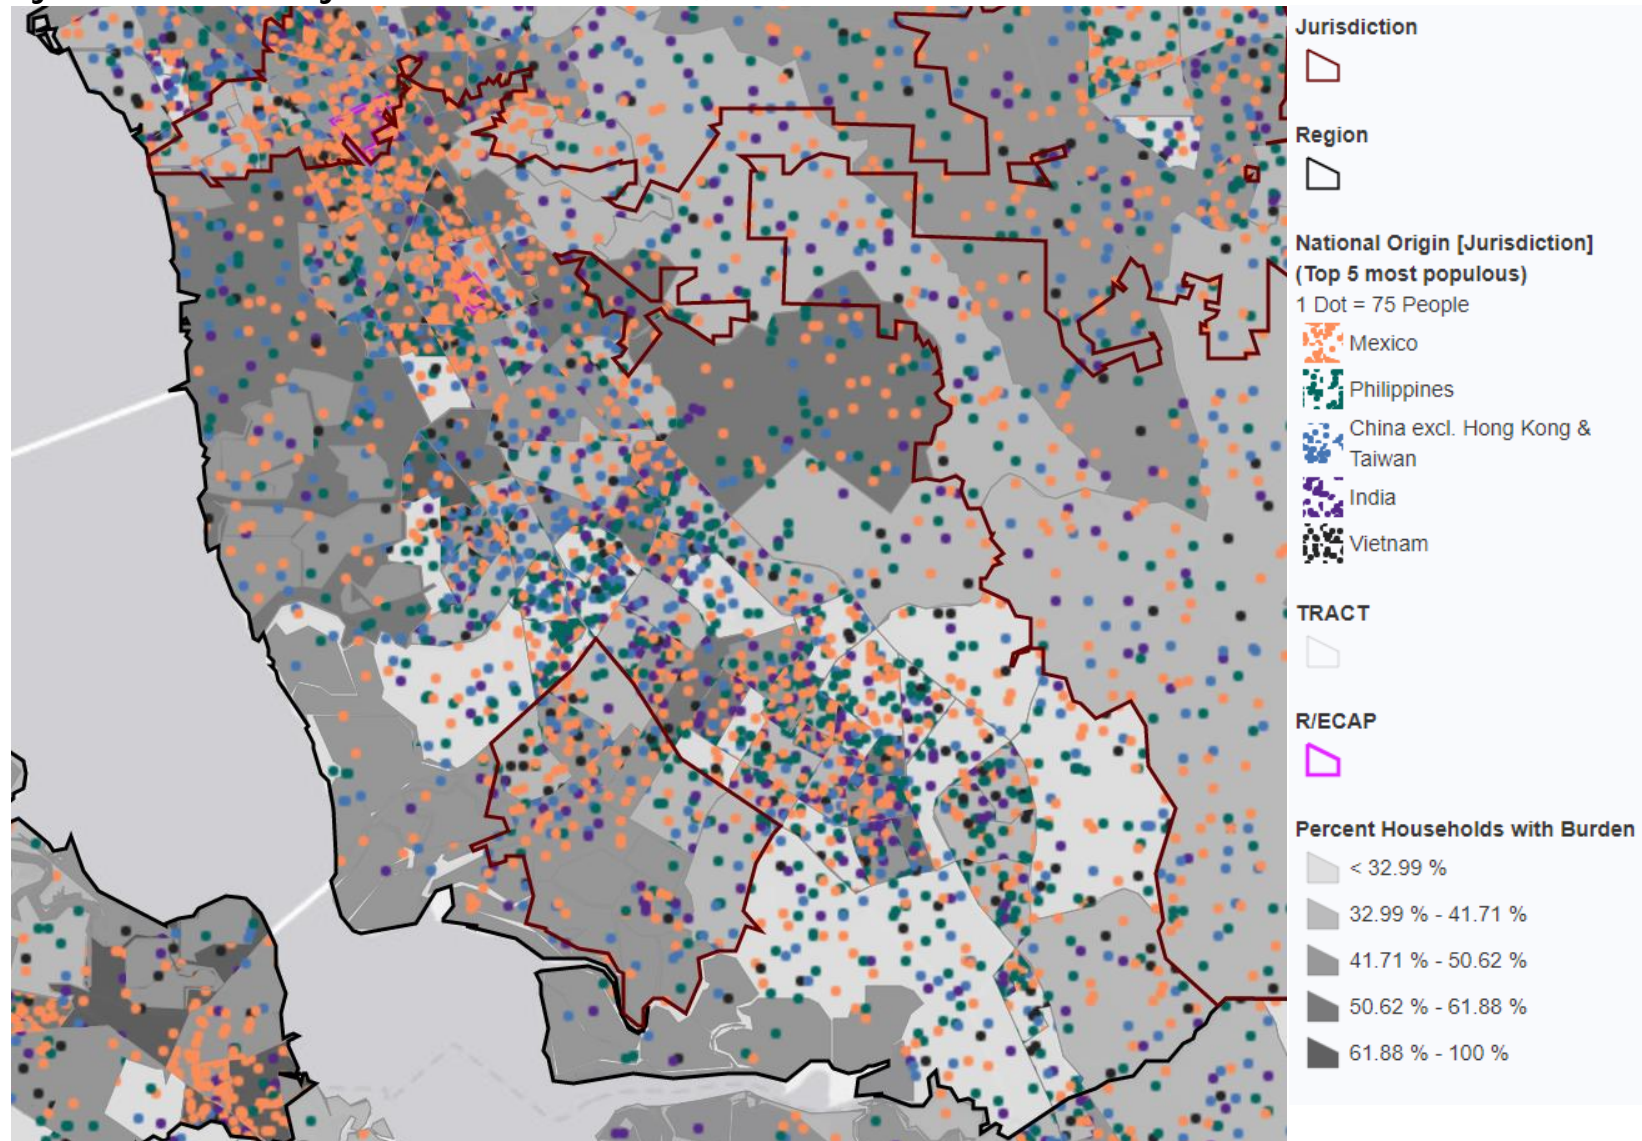 Jurisdiction
Region
National Origin [Jurisdiction]
(Top 5 most populous)
1 Dot = 75 People
Mexico
Philippines
China excl. Hong Kong &
Taiwan
India
Vietnam
TRACT
R/ECAP
Percent Households with Burden
< 32.99 %
32.99 % - 41.71 %
41.71 % - 50.62 %
50.62 % - 61.88 %
61.88 % - 100 %